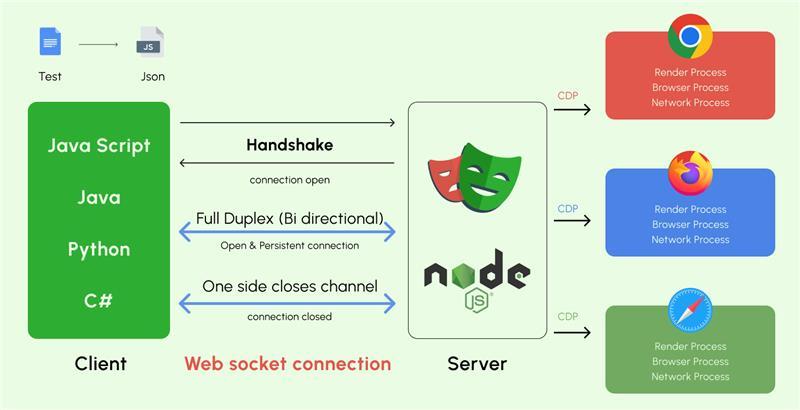 Test
JS
Json
Java Script
Java
Python
C#
Client
Handshake
connection open
Full Duplex (Bi directional)
Open & Persistent connection
One side closes channel
connection closed
Web socket connection
node
JS
®
Server
CDP
Render Process
Browser Process
Network Process
CDP
Render Process
Browser Process
Network Process
CDP
Render Process
Browser Process
Network Process